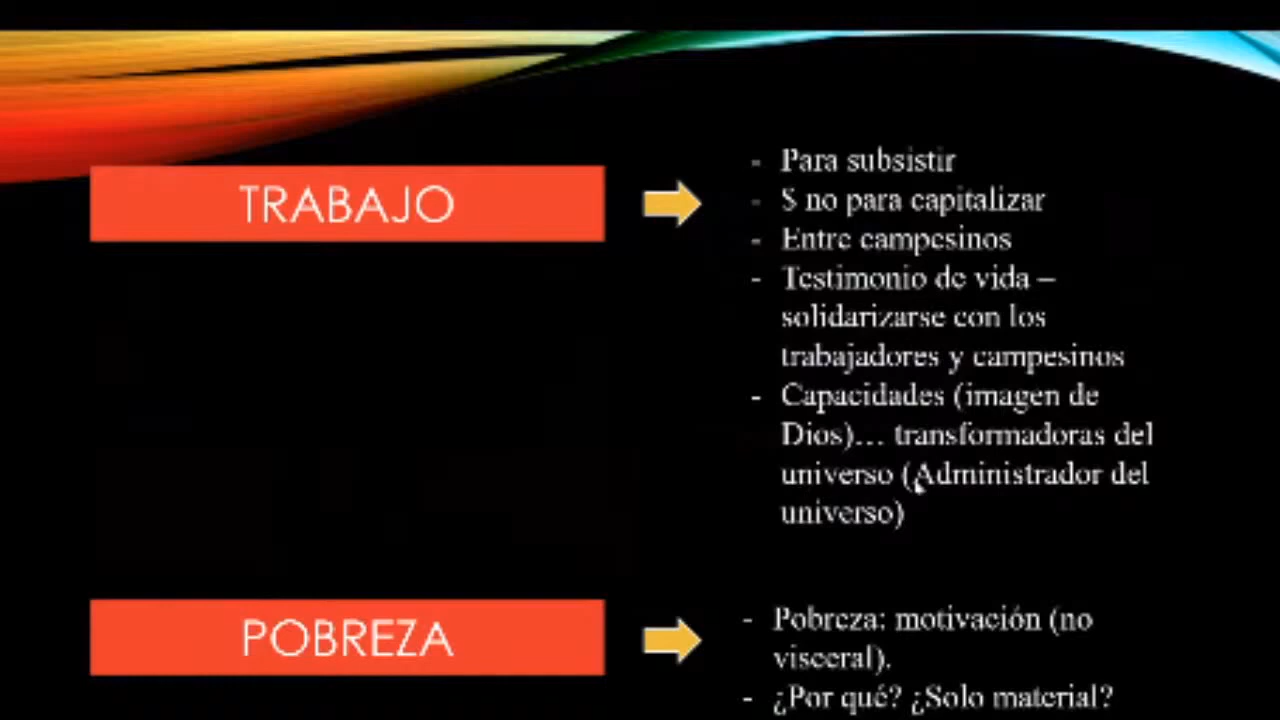 TRABAJO
- Para subsistir
- $ no para capitalizar
- Entre campesinos
- Testimonio de vida –
solidarizarse con los
trabajadores y campesinos
- Capacidades (imagen de
Dios)… transformadoras del
universo (Administrador del
universo)
POBREZA
- Pobreza: motivación (no
visceral).
- ¿Por qué? ¿Solo material?